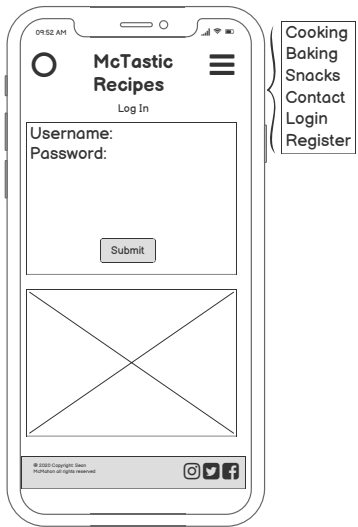 09:52 AM
McTastic
Recipes
Log In
Username:
Password:
Submit
© 2020 Copyright: Sean
McMahon all rights reserved
Cooking
Baking
Snacks
Contact
Login
Register